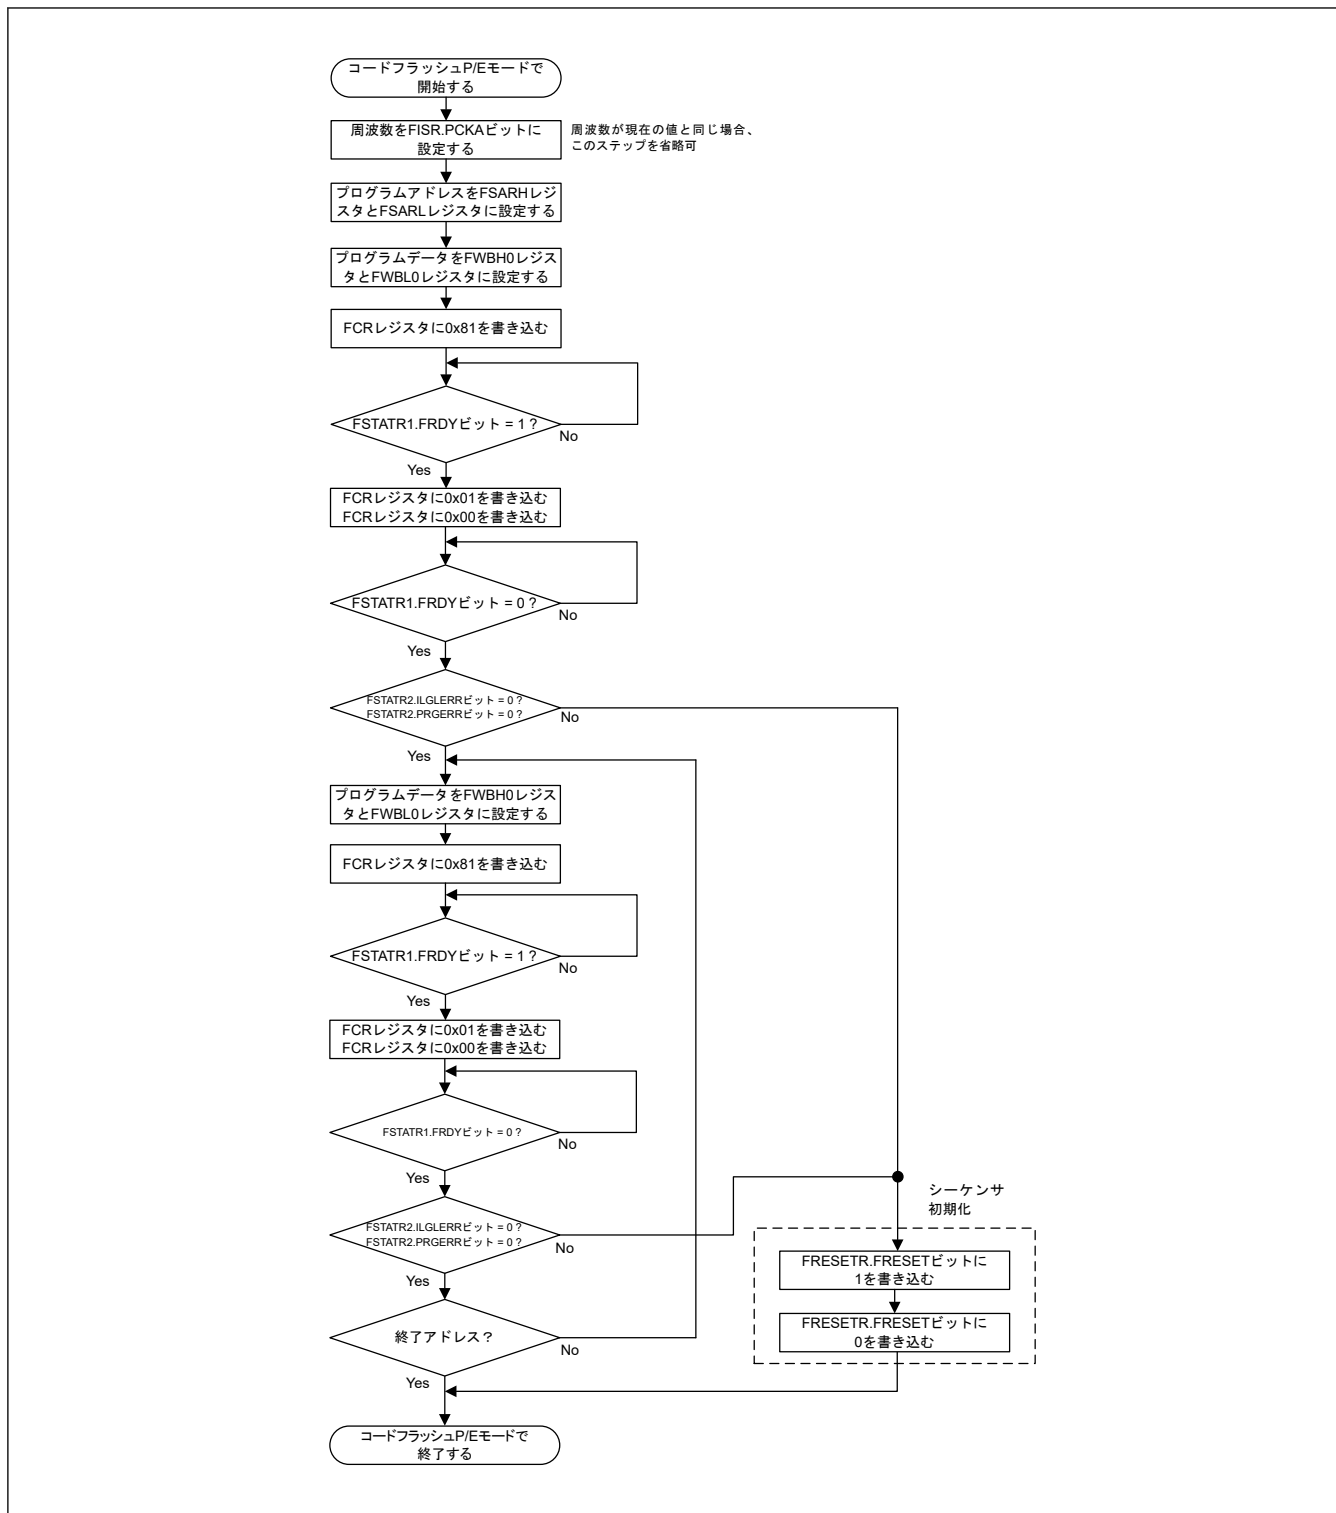 コードフラッシュP/Eモードで
開始する
周波数をFISR.PCKAビットに
設定する
周波数が現在の値と同じ場合、
このステップを省略可
プログラムアドレスをFSARHレジ
スタとFSARLレジスタに設定する
プログラムデータをFWBH0レジス
タとFWBL0レジスタに設定する
FCRレジスタに0x81を書き込む
FSTATR1.FRDYビット = 1 ?
No
Yes
FCRレジスタに0x01を書き込む
FCRレジスタに0x00を書き込む
FSTATR1.FRDYビット = 0 ?
No
Yes
FSTATR2.ILGLERRビット = 0 ?
FSTATR2.PRGERRビット = 0 ?
No
Yes
プログラムデータをFWBH0レジス
タとFWBL0レジスタに設定する
FCRレジスタに0x81を書き込む
FSTATR1.FRDYビット = 1 ?
No
Yes
FCRレジスタに0x01を書き込む
FCRレジスタに0x00を書き込む
FSTATR1.FRDYビット = 0 ?
No
Yes
FSTATR2.ILGLERRビット = 0 ?
FSTATR2.PRGERRビット = 0 ?
No
Yes
シーケンサ
初期化
FRESETR.FRESETビットに
1を書き込む
FRESETR.FRESETビットに
0を書き込む
終了アドレス?
No
Yes
コードフラッシュP/Eモードで
終了する